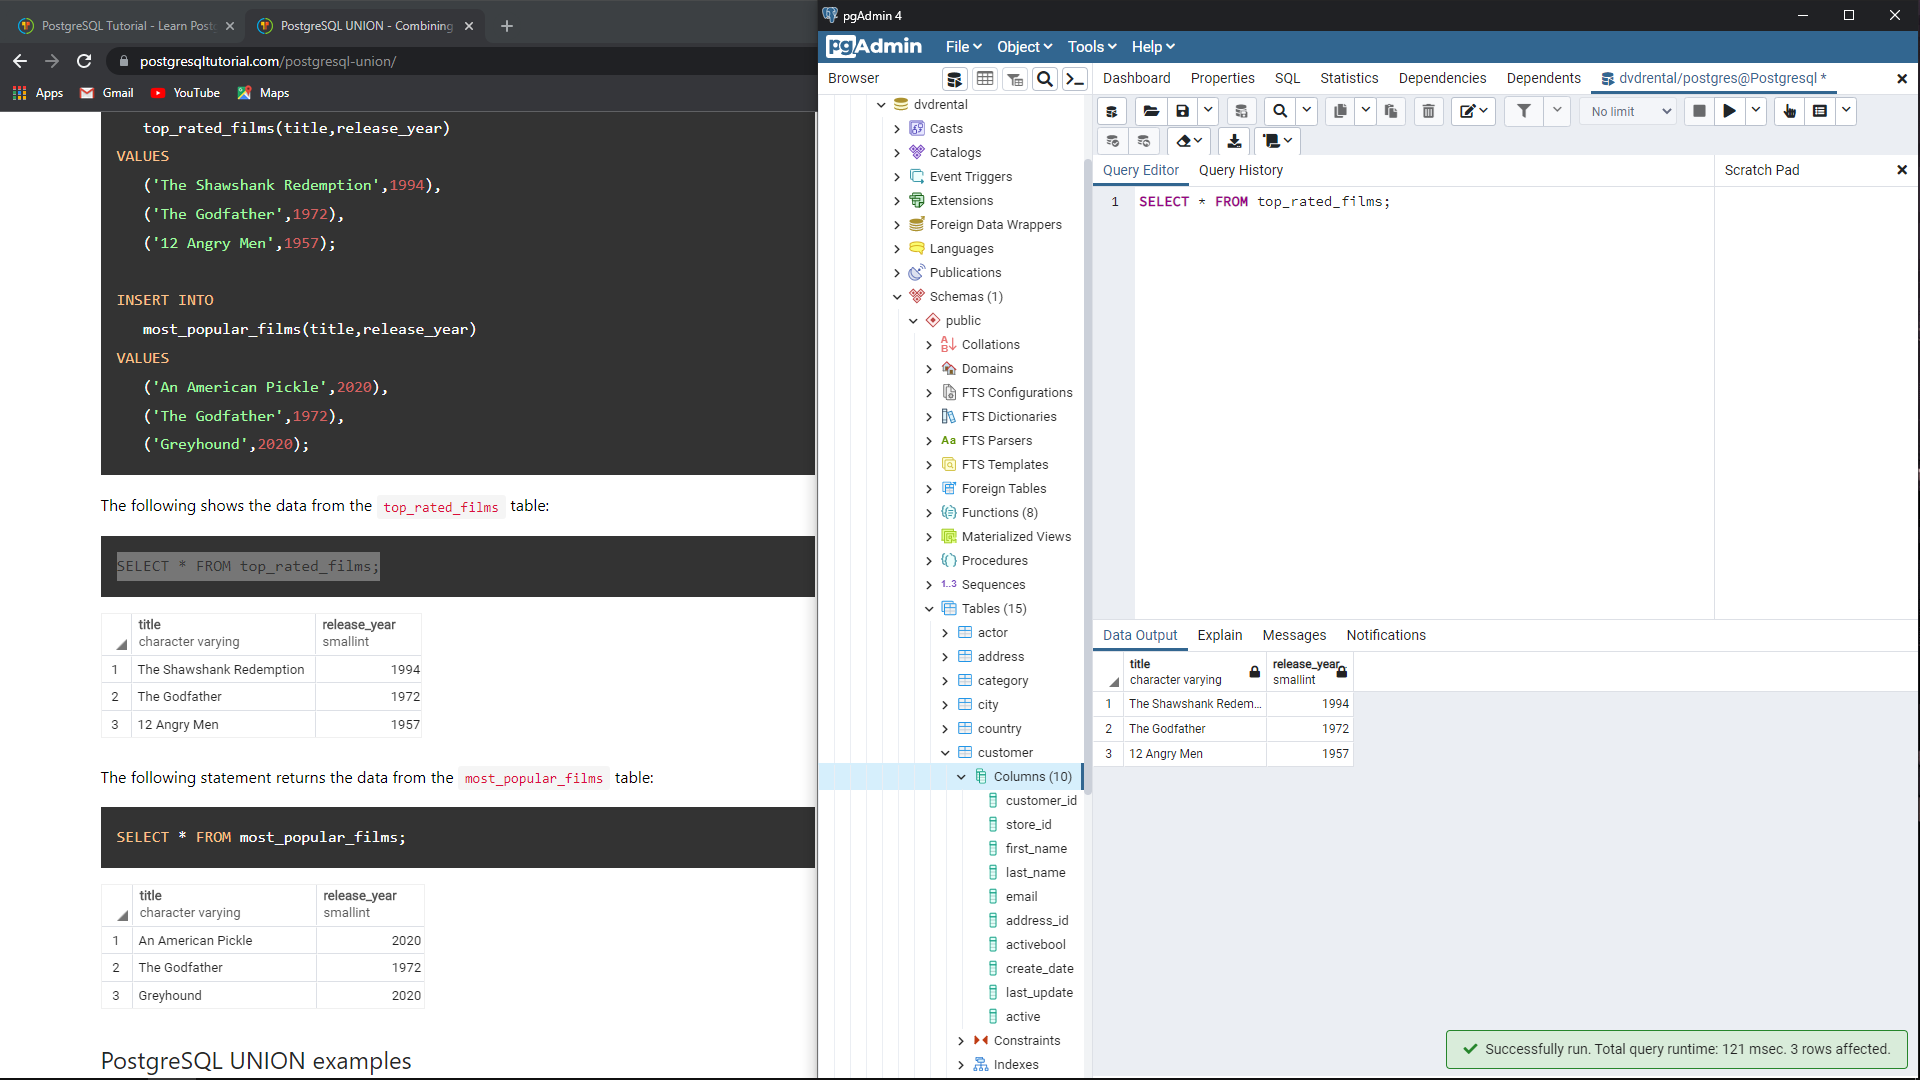 PostgreSQL Tutorial - Learn Post
PostgreSQL UNION - Combining
postgresqltutorial.com/postgresql-union/
Apps
Gmail
YouTube
Maps
top_rated_films(title,release_year)
VALUES
('The Shawshank Redemption',1994),
('The Godfather',1972),
('12 Angry Men',1957);
INSERT INTO
most_popular_films(title,release_year)
VALUES
('An American Pickle',2020),
('The Godfather',1972),
('Greyhound',2020);
The following shows the data from the top_rated_films table:
SELECT * FROM top_rated_films;
title release_year
character varying smallint
1 The Shawshank Redemption 1994
2 The Godfather 1972
3 12 Angry Men 1957
The following statement returns the data from the most_popular_films table:
SELECT * FROM most_popular_films;
title release_year
character varying smallint
1 An American Pickle 2020
2 The Godfather 1972
3 Greyhound 2020
PostgreSQL UNION examples
pgAdmin 4
pgAdmin File Object Tools Help
Browser
dvdrental
Casts
Catalogs
Event Triggers
Extensions
Foreign Data Wrappers
Languages
Publications
Schemas (1)
public
Collations
Domains
FTS Configurations
FTS Dictionaries
Aa FTS Parsers
FTS Templates
Foreign Tables
Functions (8)
Materialized Views
Procedures
1..3 Sequences
Tables (15)
actor
address
category
city
country
customer
Columns (10)
customer_id
store_id
first_name
last_name
email
address_id
activebool
create_date
last_update
active
Constraints
Indexes
Dashboard Properties SQL Statistics Dependencies Dependents dvdrental/postgres@Postgresql *
No limit
Query Editor Query History
Scratch Pad
1 SELECT * FROM top_rated_films;
Data Output Explain Messages Notifications
title release_year
character varying smallint
1 The Shawshank Redem... 1994
2 The Godfather 1972
3 12 Angry Men 1957
Successfully run. Total query runtime: 121 msec. 3 rows affected.